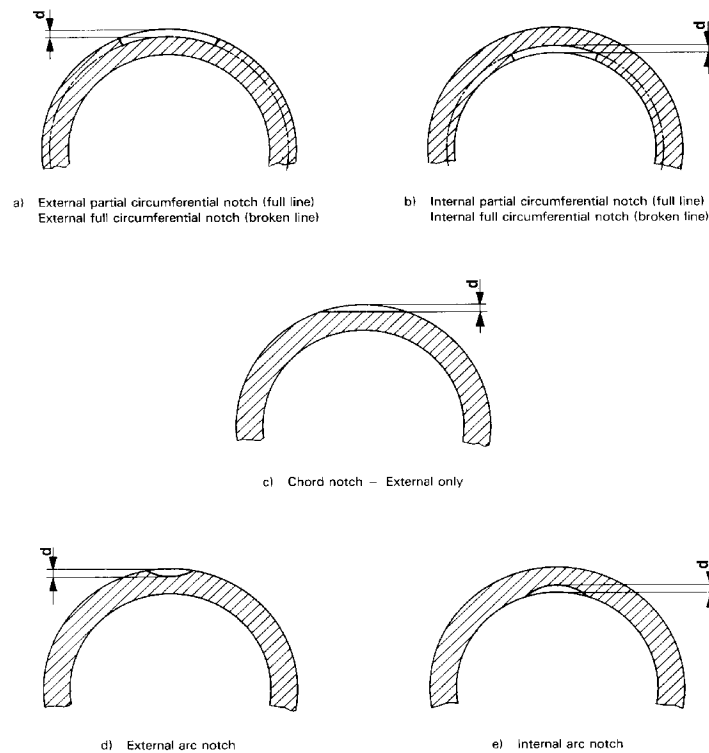 d
d
a) External partial circumferential notch (full line)
External full circumferential notch (broken line)
b) Internal partial circumferential notch (full line)
Internal full circumferential notch (broken line)
d
c) Chord notch – External only
d
d
d) External arc notch
e) Internal arc notch